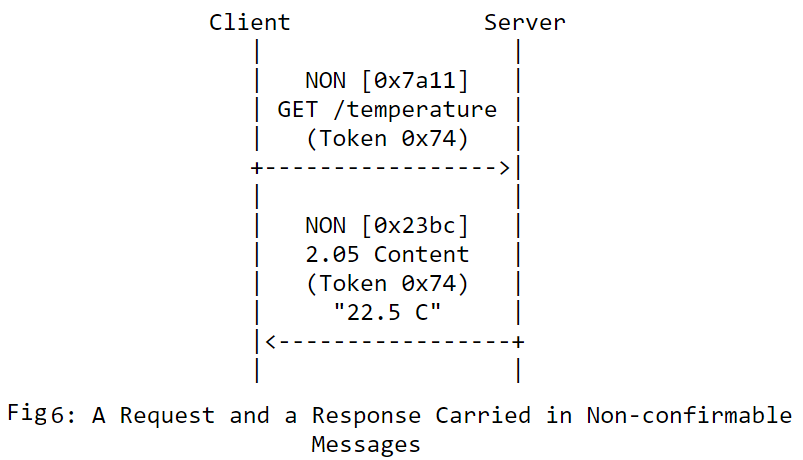 Client Server
NON [0x7a11]
GET /temperature
(Token 0x74)
+----------------->
NON [0x23bc]
2.05 Content
(Token 0x74)
"22.5 C"
<-----------------+
Fig6: A Request and a Response Carried in Non-confirmable
Messages